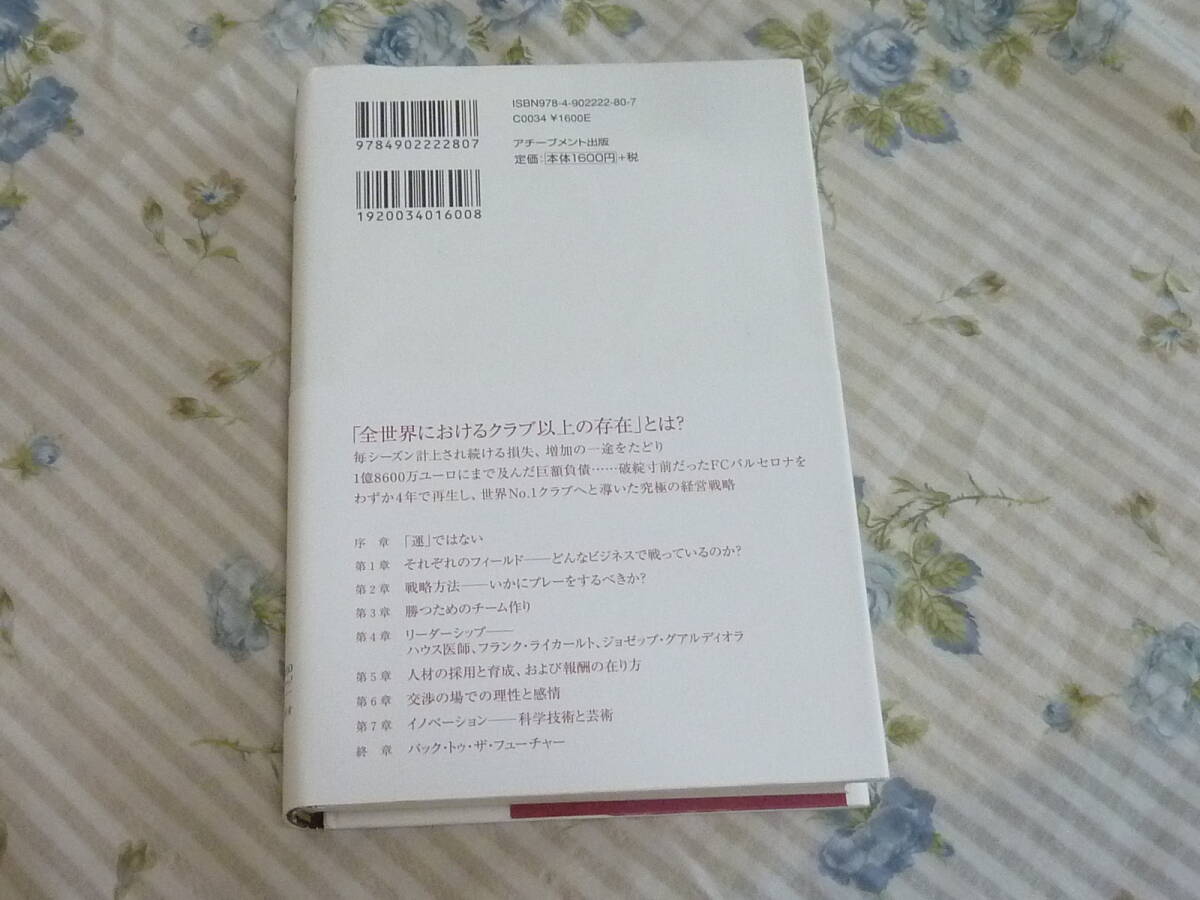 ISBN978-4-902222-80-7
C0034 ¥1600E
9784902222807
アチーブメント出版
定価:本体1600円+税
1920034016008
「全世界におけるクラブ以上の存在」とは?
毎シーズン計上され続ける損失、増加の一途をたどり
1億8600万ユーロにまで及んだ巨額負債……破綻寸前だったFCバルセロナを
わずか4年で再生し、世界No.1クラブへと導いた究極の経営戦略
序 章 「運」ではない
第1章 それぞれのフィールド——どんなビジネスで戦っているのか?
第2章 戦略方法——いかにプレーをするべきか?
第3章 勝つためのチーム作り
第4章 リーダーシップ——
ハウス医師、フランク・ライカールト、ジョゼップ・グアルディオラ
第5章 人材の採用と育成、および報酬の在り方
第6章 交渉の場での理性と感情
第7章 イノベーション——科学技術と芸術
終 章 バック・トゥ・ザ・フューチャー